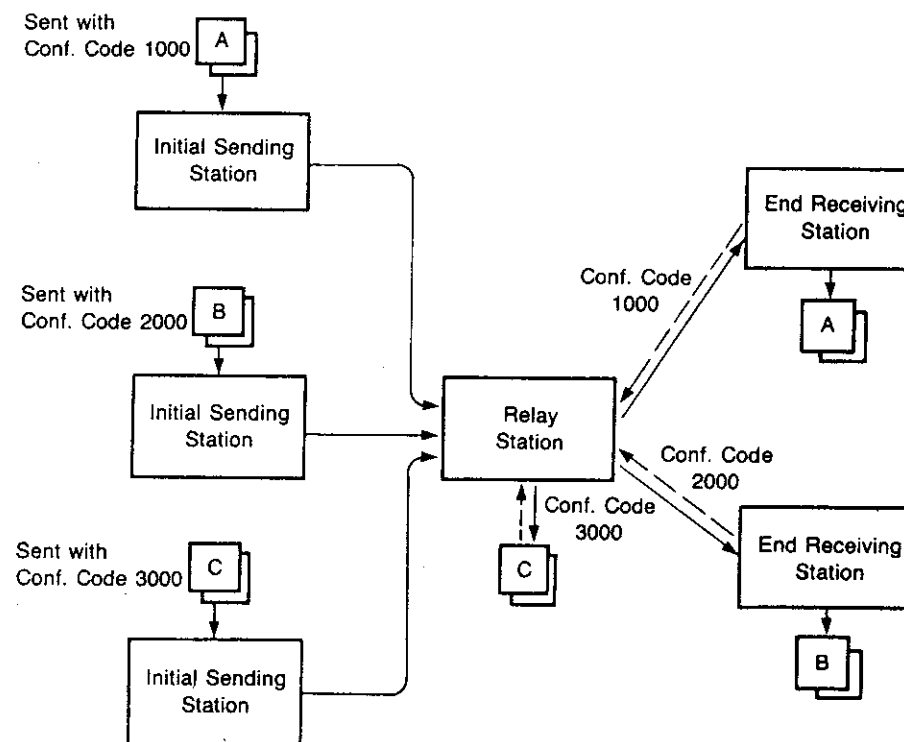 Sent with
Conf. Code 1000
A
Initial Sending
Station
End Receiving
Station
Conf. Code
1000
A
Sent with
Conf. Code 2000
B
Initial Sending
Station
Relay
Station
Conf. Code
2000
Conf. Code
3000
C
End Receiving
Station
B
Sent with
Conf. Code 3000
C
Initial Sending
Station